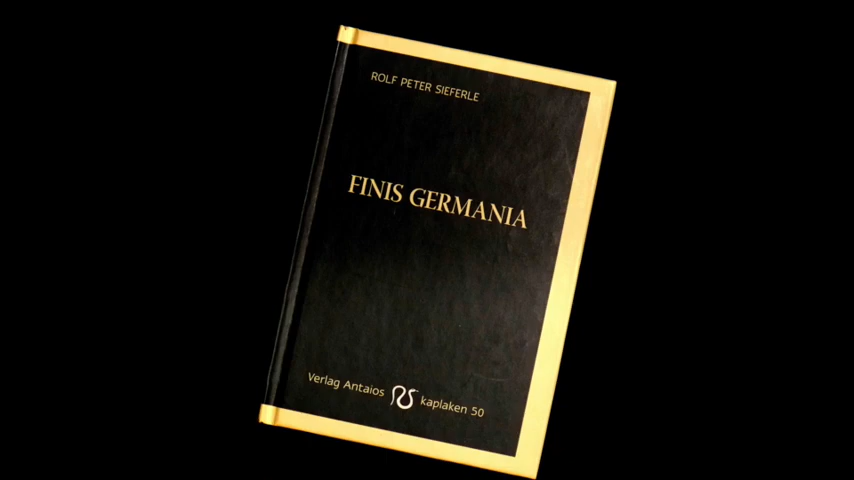 ROLF PETER SIEFERLE
FINIS GERMANIA
Verlag Antaios kaplaken 50